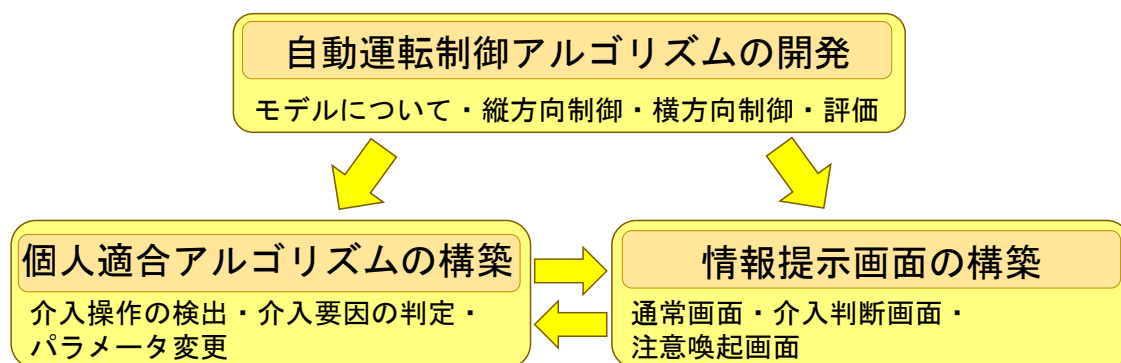 自動運転制御アルゴリズムの開発
モデルについて・縦方向制御・横方向制御・評価
個人適合アルゴリズムの構築
介入操作の検出・介入要因の判定・
パラメータ変更
情報提示画面の構築
通常画面・介入判断画面・
注意喚起画面